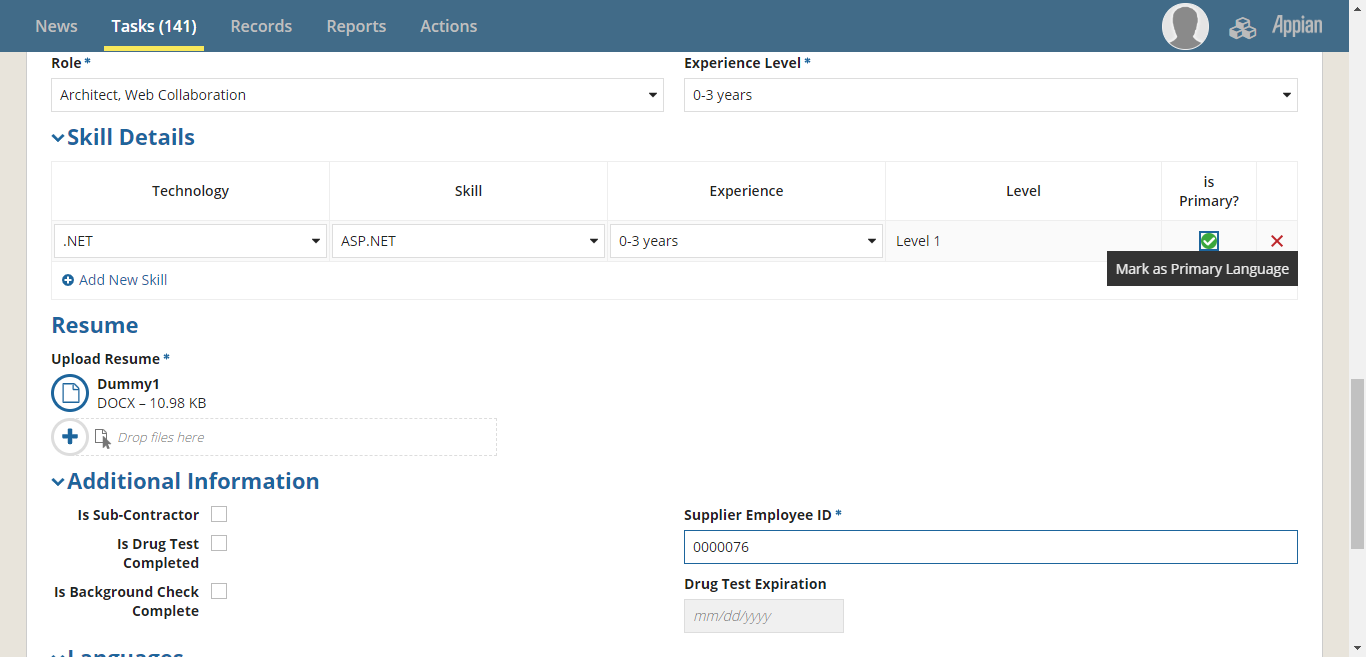 News Tasks (141) Records Reports Actions Appian
Role * Experience Level *
Architect, Web Collaboration 0-3 years
Skill Details
Technology Skill Experience Level is Primary?
.NET ASP.NET 0-3 years Level 1
Mark as Primary Language
Add New Skill
Resume
Upload Resume *
Dummy1
DOCX – 10.98 KB
Drop files here
Additional Information
Is Sub-Contractor
Is Drug Test
Completed
Is Background Check
Complete
Supplier Employee ID *
0000076
Drug Test Expiration
mm/dd/yyyy
Languages